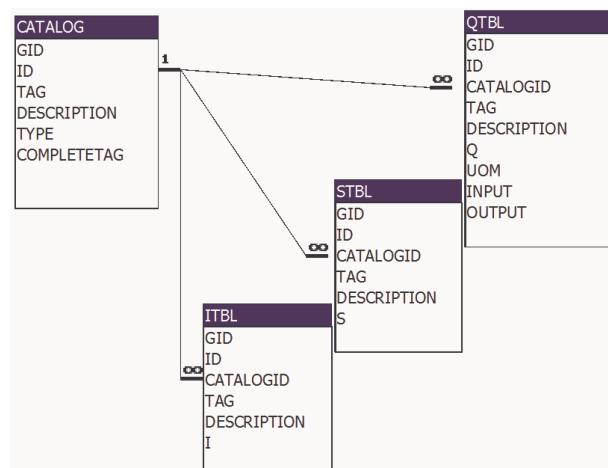 CATALOG
GID
ID
TAG
DESCRIPTION
TYPE
COMPLETETAG
1
∞
QTBL
GID
ID
CATALOGID
TAG
DESCRIPTION
Q
UOM
INPUT
OUTPUT
∞
STBL
GID
ID
CATALOGID
TAG
DESCRIPTION
S
∞
ITBL
GID
ID
CATALOGID
TAG
DESCRIPTION
I